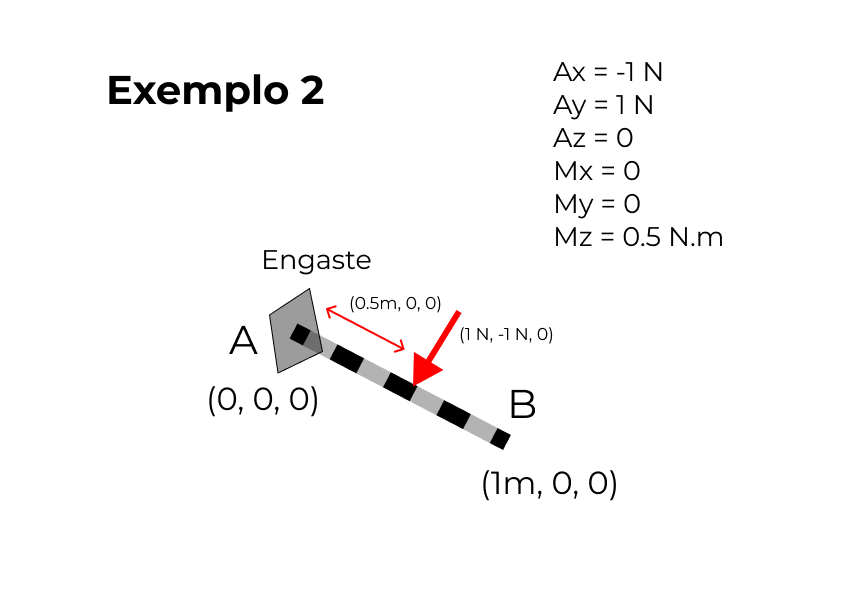 Exemplo 2
Ax = -1 N
Ay = 1 N
Az = 0
Mx = 0
My = 0
Mz = 0.5 N.m
Engaste
(0.5m, 0, 0)
(1 N, -1 N, 0)
A
(0, 0, 0)
B
(1m, 0, 0)